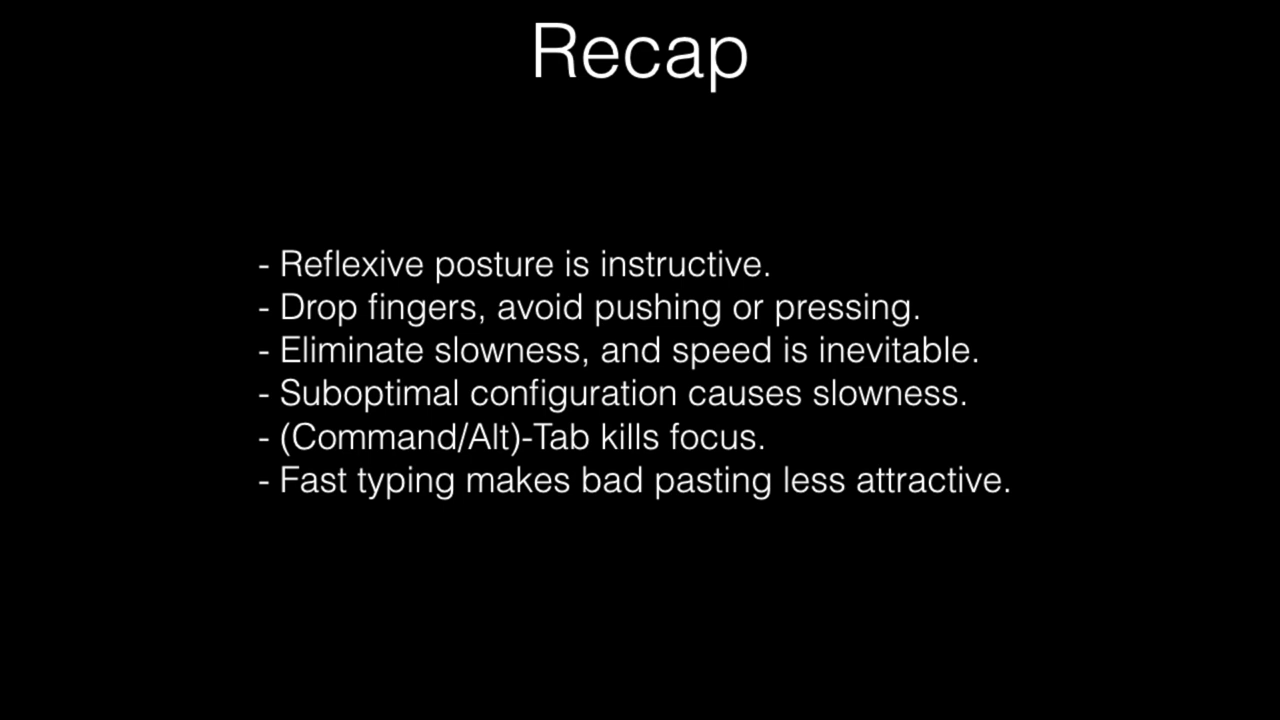 Recap
- Reflexive posture is instructive.
- Drop fingers, avoid pushing or pressing.
- Eliminate slowness, and speed is inevitable.
- Suboptimal configuration causes slowness.
- (Command/Alt)-Tab kills focus.
- Fast typing makes bad pasting less attractive.